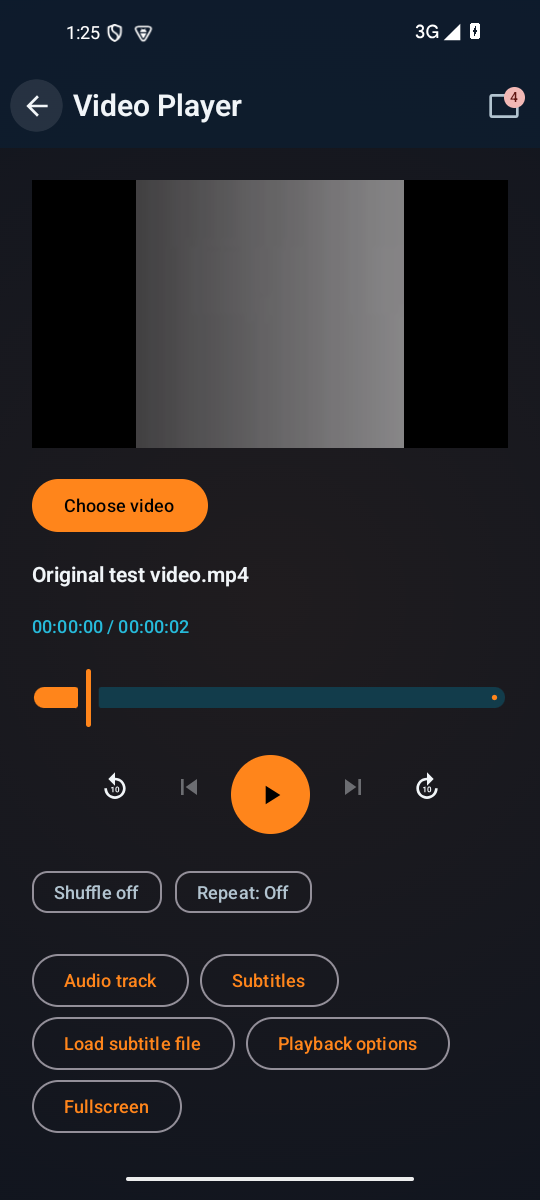 1:25
3G
Video Player
4
Choose video
Original test video.mp4
00:00:00 / 00:00:02
10
10
Shuffle off
Repeat: Off
Audio track
Subtitles
Load subtitle file
Playback options
Fullscreen